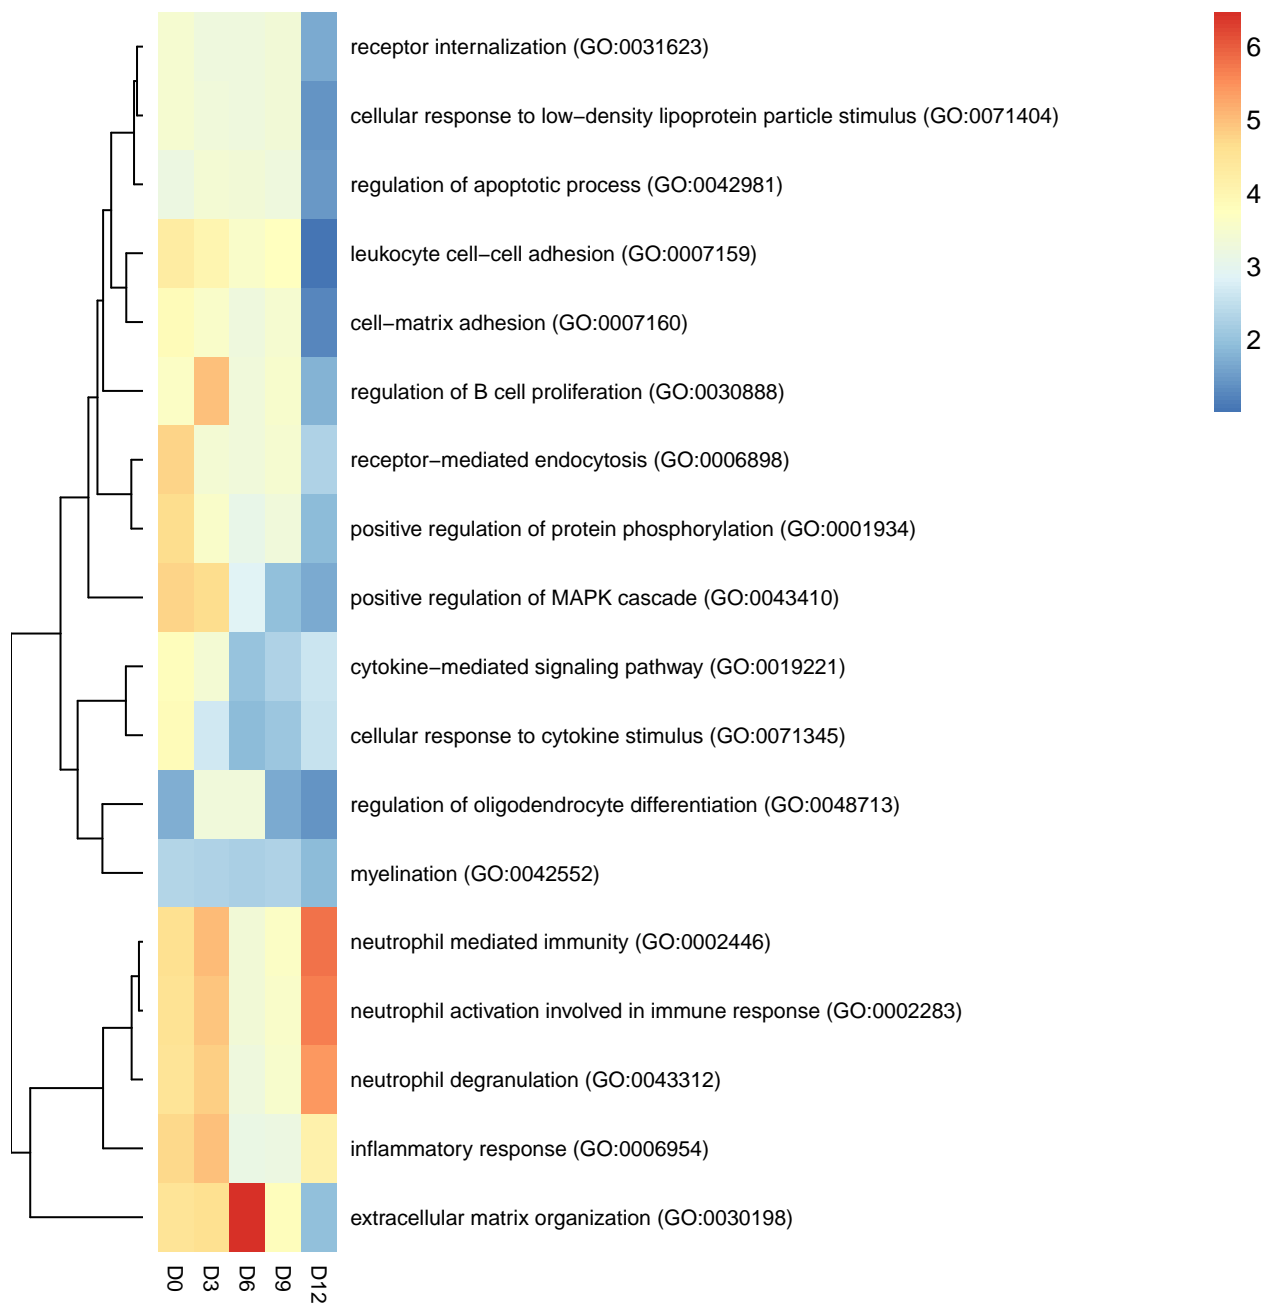 receptor internalization (GO:0031623)
cellular response to low−density lipoprotein particle stimulus (GO:0071404)
regulation of apoptotic process (GO:0042981)
leukocyte cell−cell adhesion (GO:0007159)
cell−matrix adhesion (GO:0007160)
regulation of B cell proliferation (GO:0030888)
receptor−mediated endocytosis (GO:0006898)
positive regulation of protein phosphorylation (GO:0001934)
positive regulation of MAPK cascade (GO:0043410)
cytokine−mediated signaling pathway (GO:0019221)
cellular response to cytokine stimulus (GO:0071345)
regulation of oligodendrocyte differentiation (GO:0048713)
myelination (GO:0042552)
neutrophil mediated immunity (GO:0002446)
neutrophil activation involved in immune response (GO:0002283)
neutrophil degranulation (GO:0043312)
inflammatory response (GO:0006954)
extracellular matrix organization (GO:0030198)
D0
D3
D6
D9
D12
6
5
4
3
2